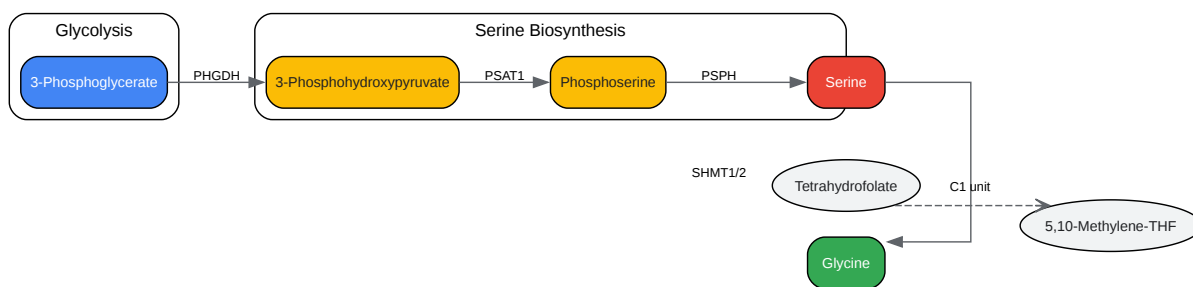 Glycolysis
Serine Biosynthesis
3-Phosphoglycerate
PHGDH
3-Phosphohydroxypyruvate
PSAT1
Phosphoserine
PSPH
Serine
SHMT1/2
Tetrahydrofolate
C1 unit
5,10-Methylene-THF
Glycine